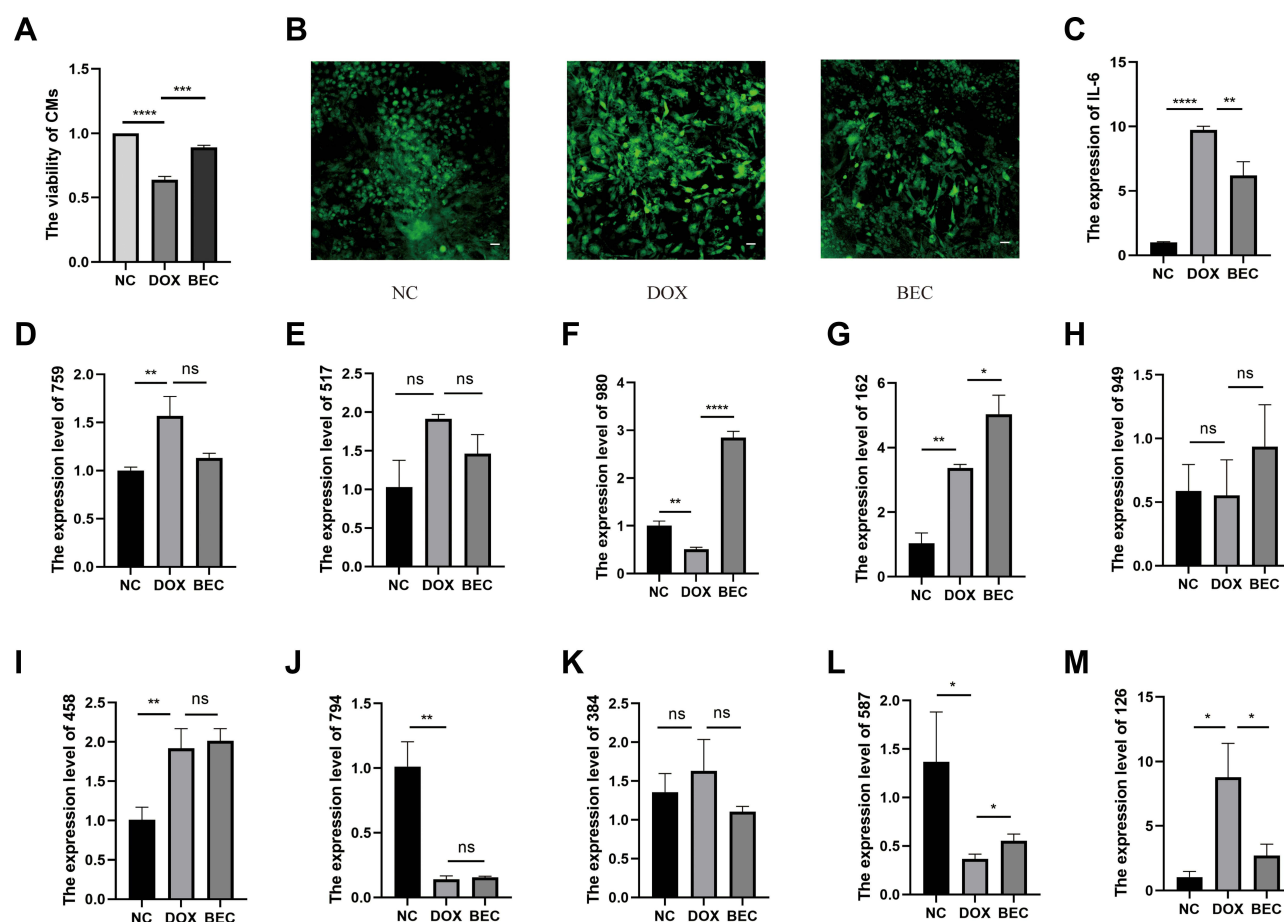 A
The viability of CMs
1.5
1.0
0.5
0.0
****
***
NC DOX BEC
B
NC DOX BEC
C
The expression of IL-6
15
10
5
0
****
**
NC DOX BEC
D
The expression level of 759
2.0
1.5
1.0
0.5
0.0
**
ns
NC DOX BEC
E
The expression level of 517
2.5
2.0
1.5
1.0
0.5
0.0
ns
ns
NC DOX BEC
F
The expression level of 980
4
3
2
1
0
**
****
NC DOX BEC
G
The expression level of 162
6
4
2
0
**
*
NC DOX BEC
H
The expression level of 949
1.5
1.0
0.5
0.0
ns
ns
NC DOX BEC
I
The expression level of 458
2.5
2.0
1.5
1.0
0.5
0.0
**
ns
NC DOX BEC
J
The expression level of 794
1.5
1.0
0.5
0.0
**
ns
NC DOX BEC
K
The expression level of 384
2.5
2.0
1.5
1.0
0.5
0.0
ns
ns
NC DOX BEC
L
The expression level of 587
2.0
1.5
1.0
0.5
0.0
*
*
NC DOX BEC
M
The expression level of 126
15
10
5
0
*
*
NC DOX BEC